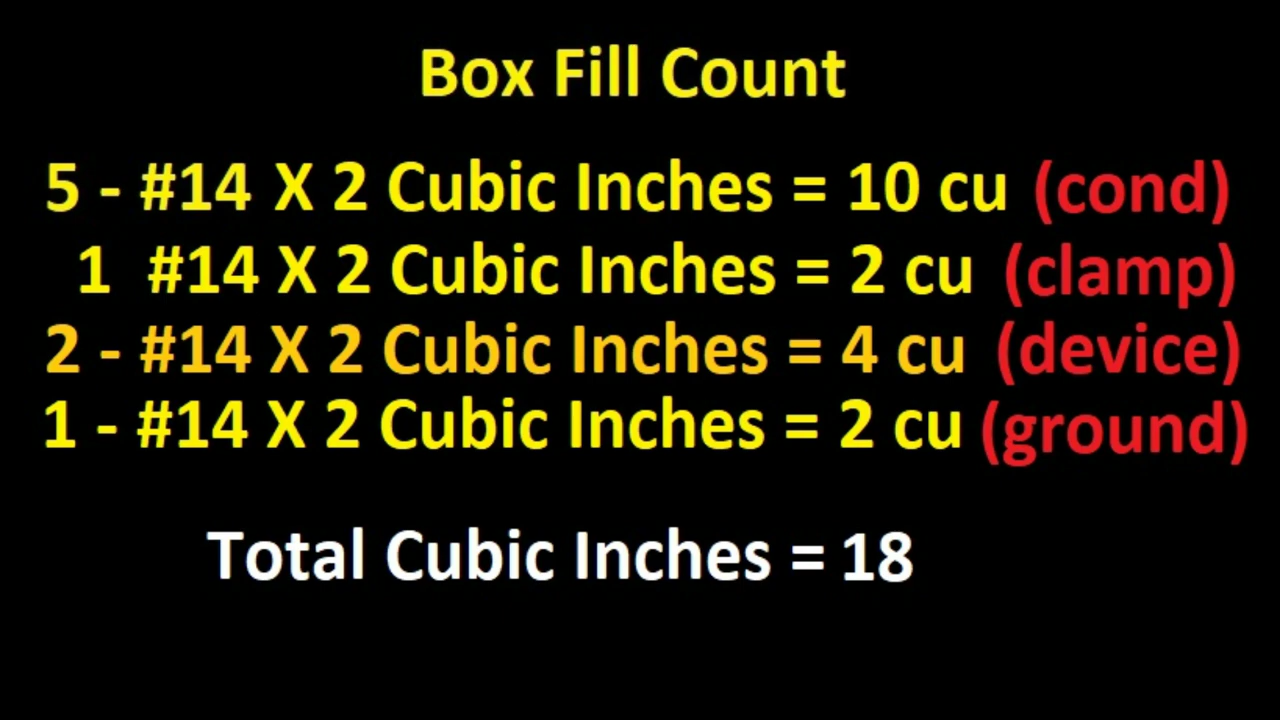 Box Fill Count
5 - #14 X 2 Cubic Inches = 10 cu (cond)
1 #14 X 2 Cubic Inches = 2 cu (clamp)
2 - #14 X 2 Cubic Inches = 4 cu (device)
1 - #14 X 2 Cubic Inches = 2 cu (ground)
Total Cubic Inches = 18